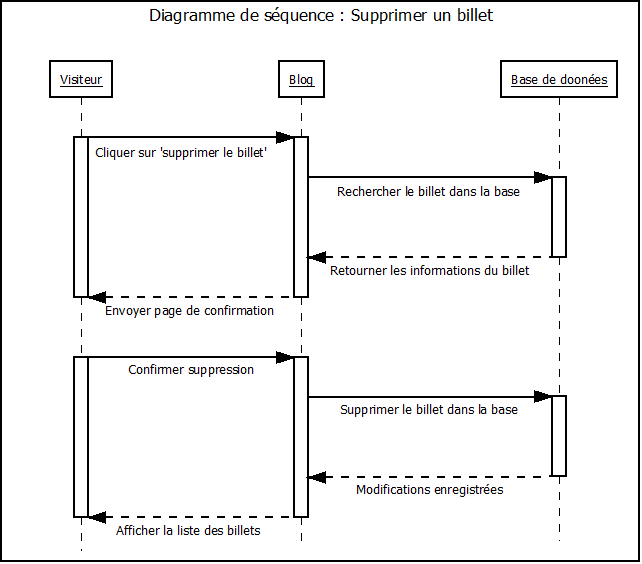 Diagramme de séquence : Supprimer un billet
Visiteur
Blog
Base de doonées
Cliquer sur 'supprimer le billet'
Rechercher le billet dans la base
Retourner les informations du billet
Envoyer page de confirmation
Confirmer suppression
Supprimer le billet dans la base
Modifications enregistrées
Afficher la liste des billets